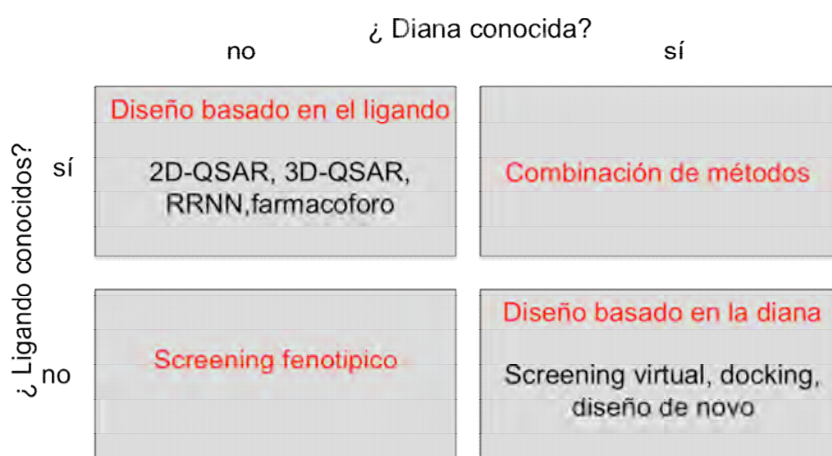 ¿ Diana conocida?
no
sí
¿ Ligando conocidos?
sí
Diseño basado en el ligando
2D-QSAR, 3D-QSAR,
RRNN,farmacoforo
Combinación de métodos
no
Screening fenotipico
Diseño basado en la diana
Screening virtual, docking,
diseño de novo